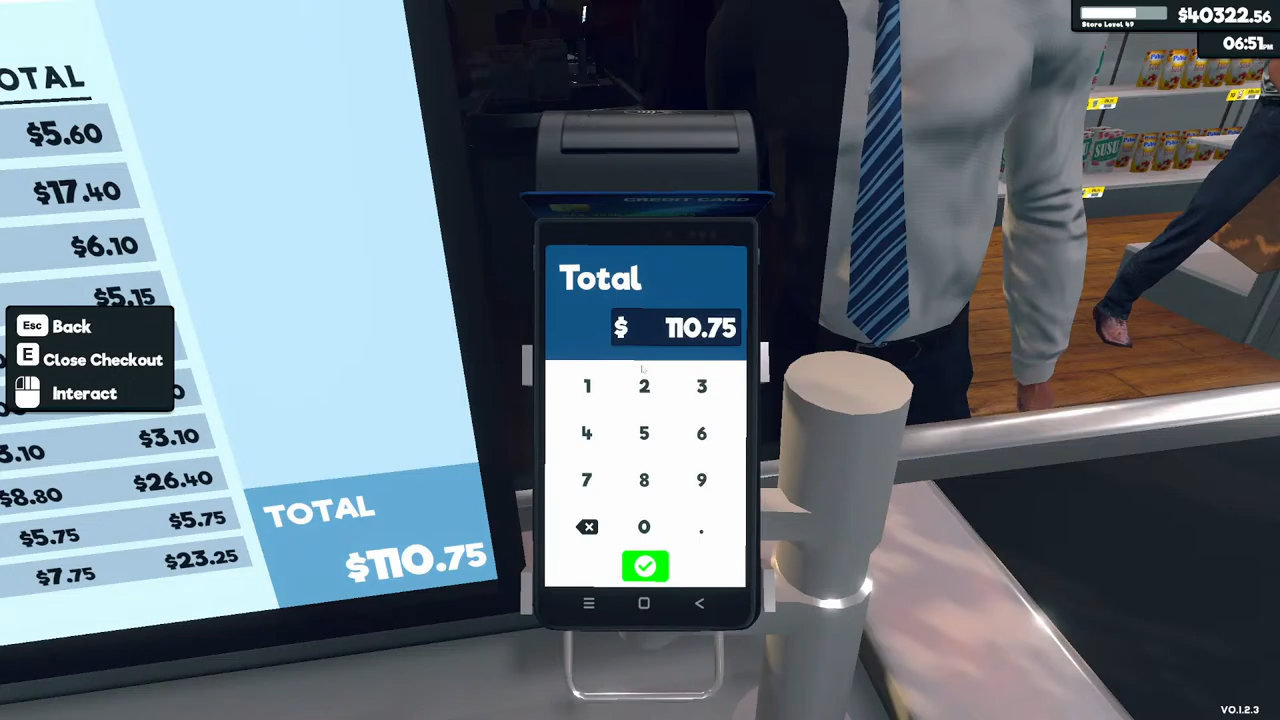 OTAL
$5.60
$17.40
$6.10
$5.15
3.10 $3.10
$8.80 $26.40
$5.75 $5.75
$7.75 $23.25
TOTAL
$110.75
Esc Back
E Close Checkout
Interact
CREDIT CARD
Total
$ 110.75
1 2 3
4 5 6
7 8 9
0 .
Store Level 49
$40322.56
06:51PM
SUSU
V0.1.2.3